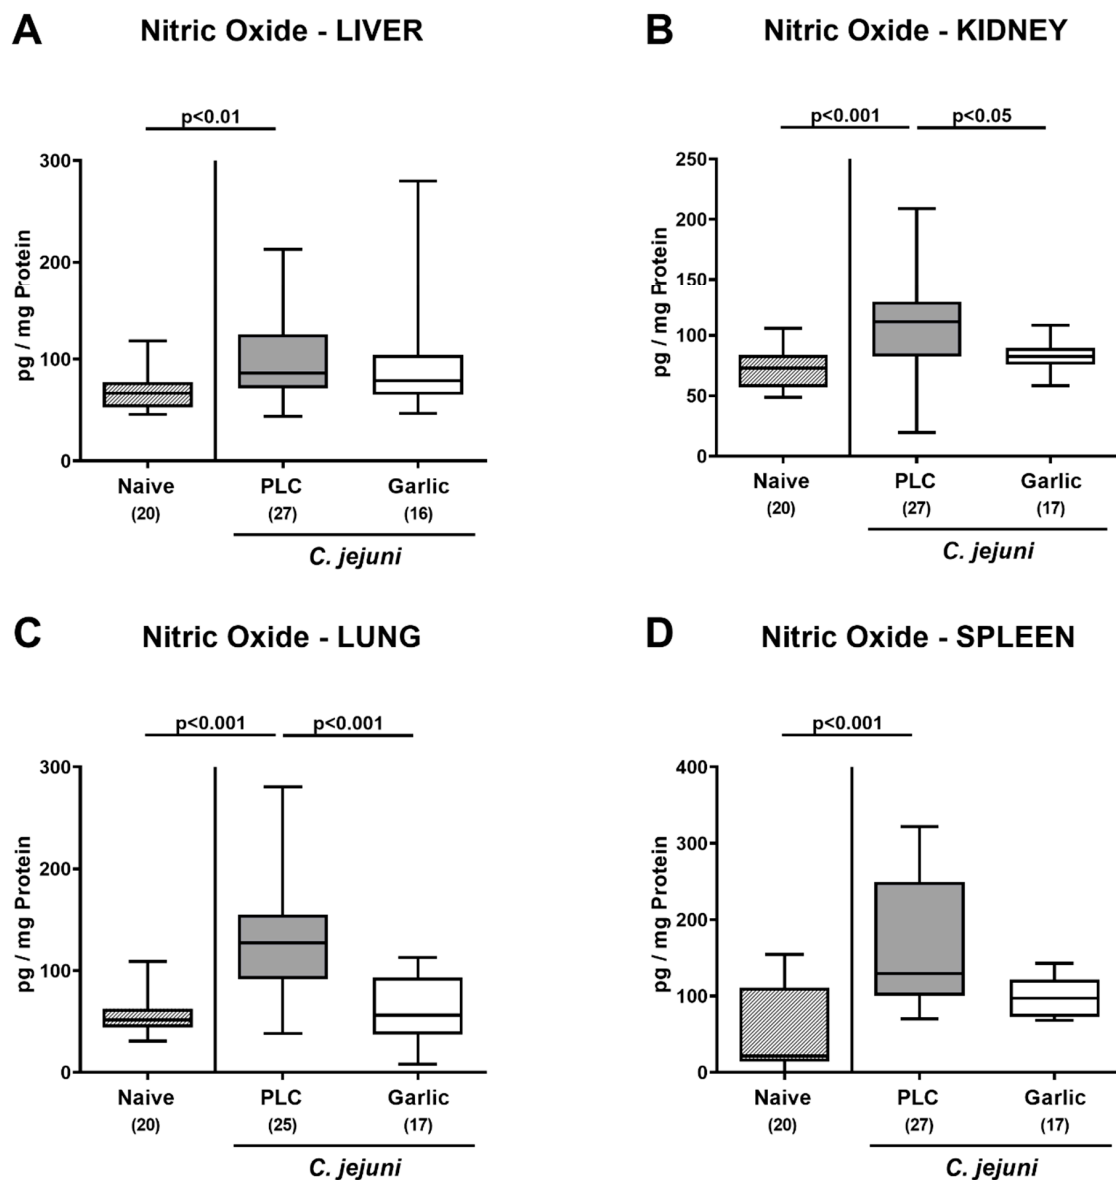 A
Nitric Oxide - LIVER
p<0.01
300
200
100
0
pg / mg Protein
Naive
PLC
Garlic
(20)
(27)
(16)
C. jejuni
B
Nitric Oxide - KIDNEY
p<0.001
p<0.05
250
200
150
100
50
0
pg / mg Protein
Naive
PLC
Garlic
(20)
(27)
(17)
C. jejuni
C
Nitric Oxide - LUNG
p<0.001
p<0.001
300
200
100
0
pg / mg Protein
Naive
PLC
Garlic
(20)
(25)
(17)
C. jejuni
D
Nitric Oxide - SPLEEN
p<0.001
400
300
200
100
0
pg / mg Protein
Naive
PLC
Garlic
(20)
(27)
(17)
C. jejuni